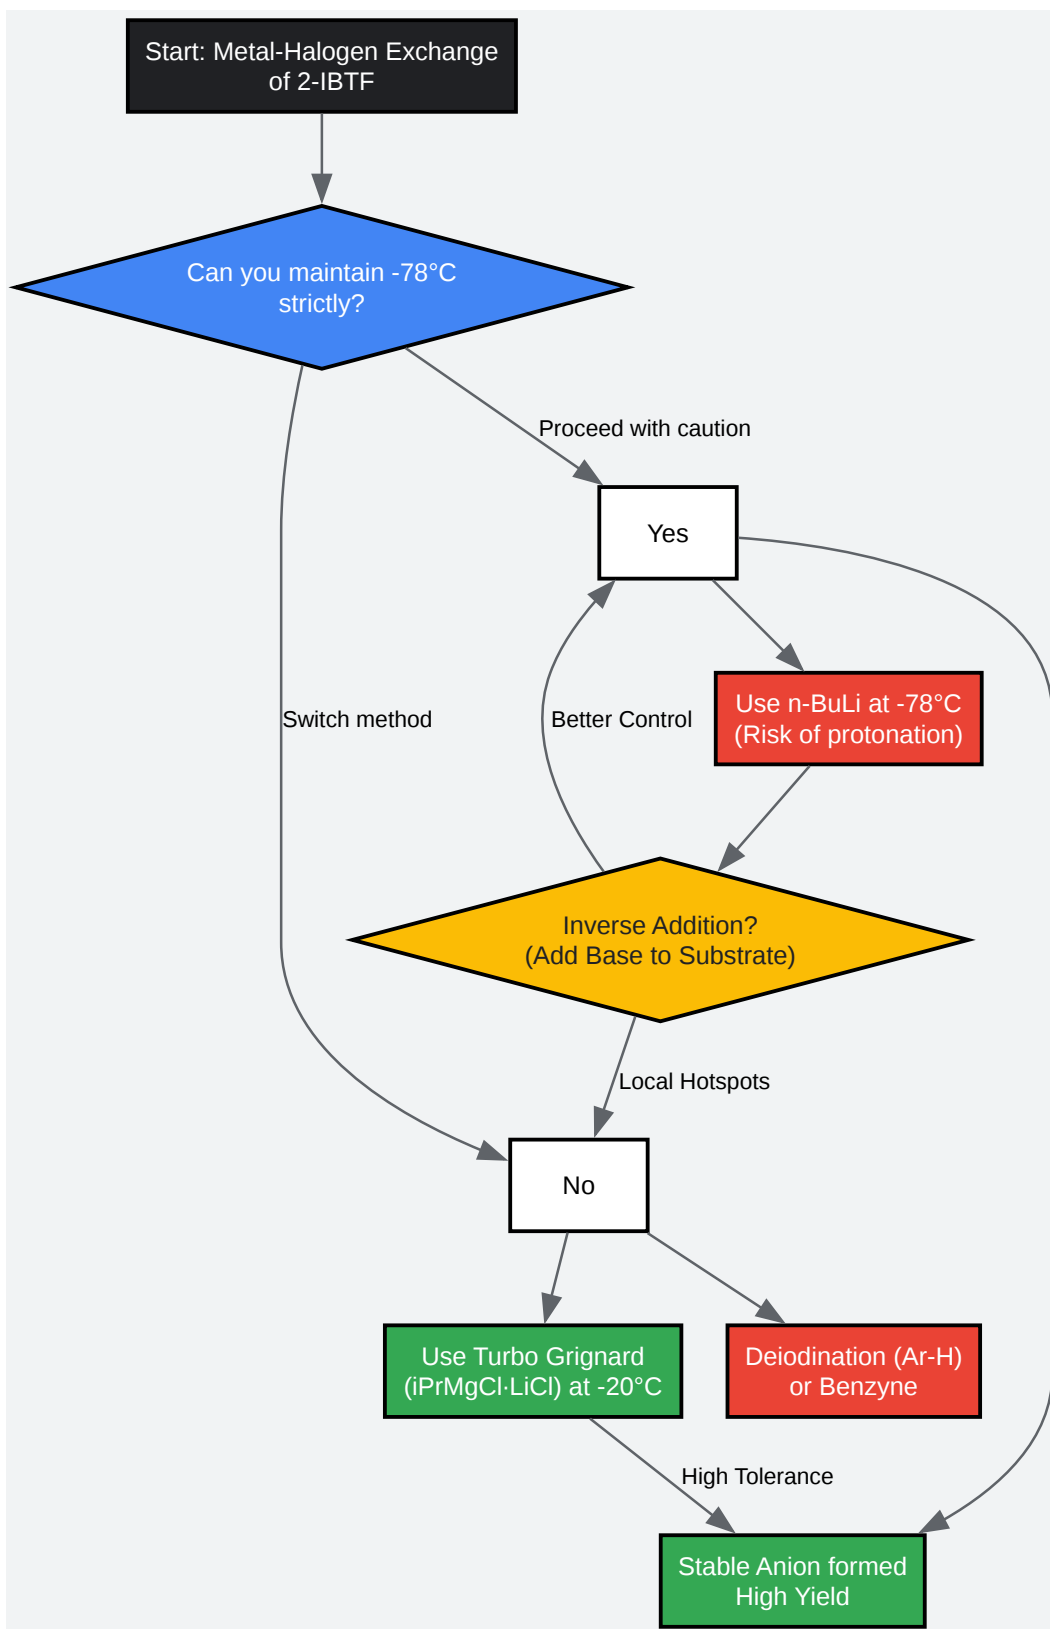 Start: Metal-Halogen Exchange
of 2-IBTF
Can you maintain -78°C
strictly?
Proceed with caution
Yes
Switch method
Better Control
Use n-BuLi at -78°C
(Risk of protonation)
Inverse Addition?
(Add Base to Substrate)
Local Hotspots
No
Use Turbo Grignard
(iPrMgCl·LiCl) at -20°C
Deiodination (Ar-H)
or Benzyne
High Tolerance
Stable Anion formed
High Yield